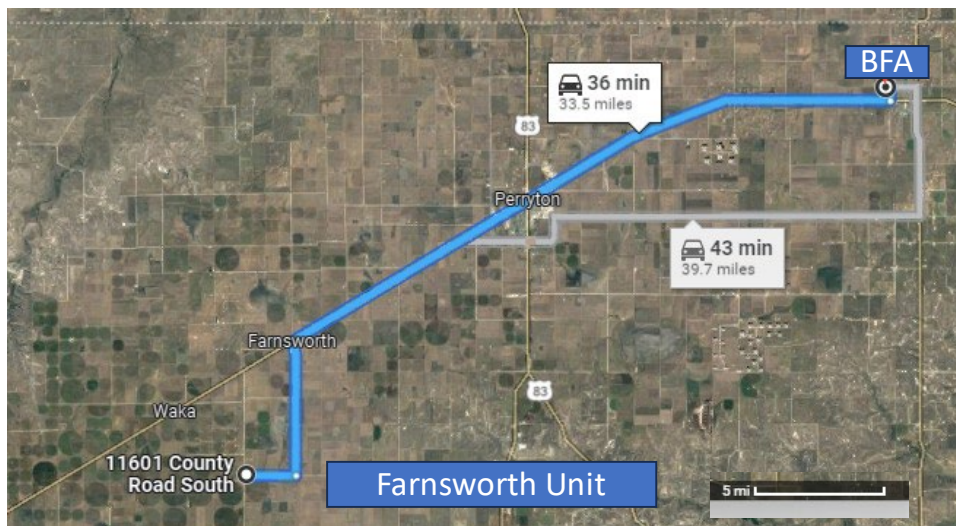 BFA
36 min
33.5 miles
83
Perryton
43 min
39.7 miles
Farnsworth
83
Waka
11601 County
Road South
Farnsworth Unit
5 mi